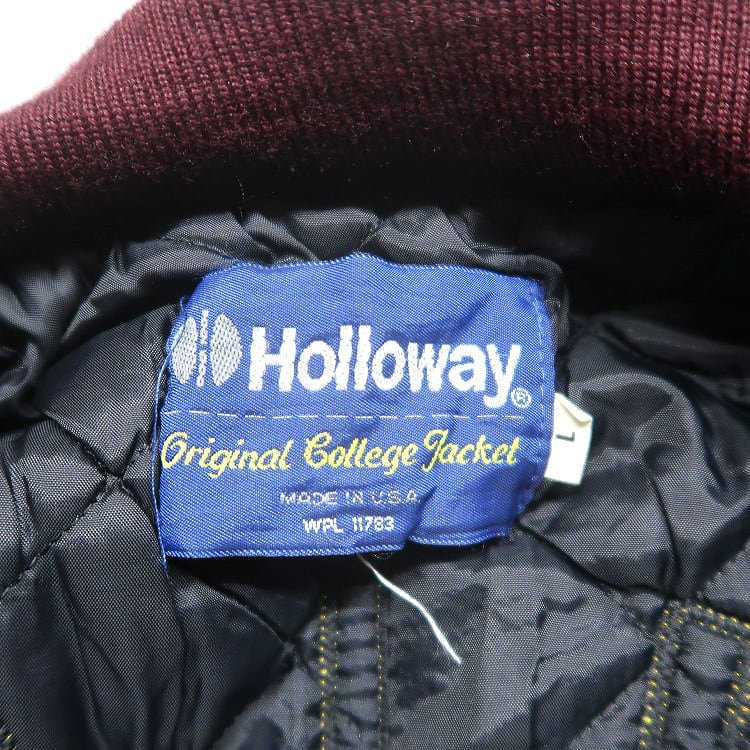 Holloway®
Original College Jacket
MADE IN U.S.A.
WPL 11783
L